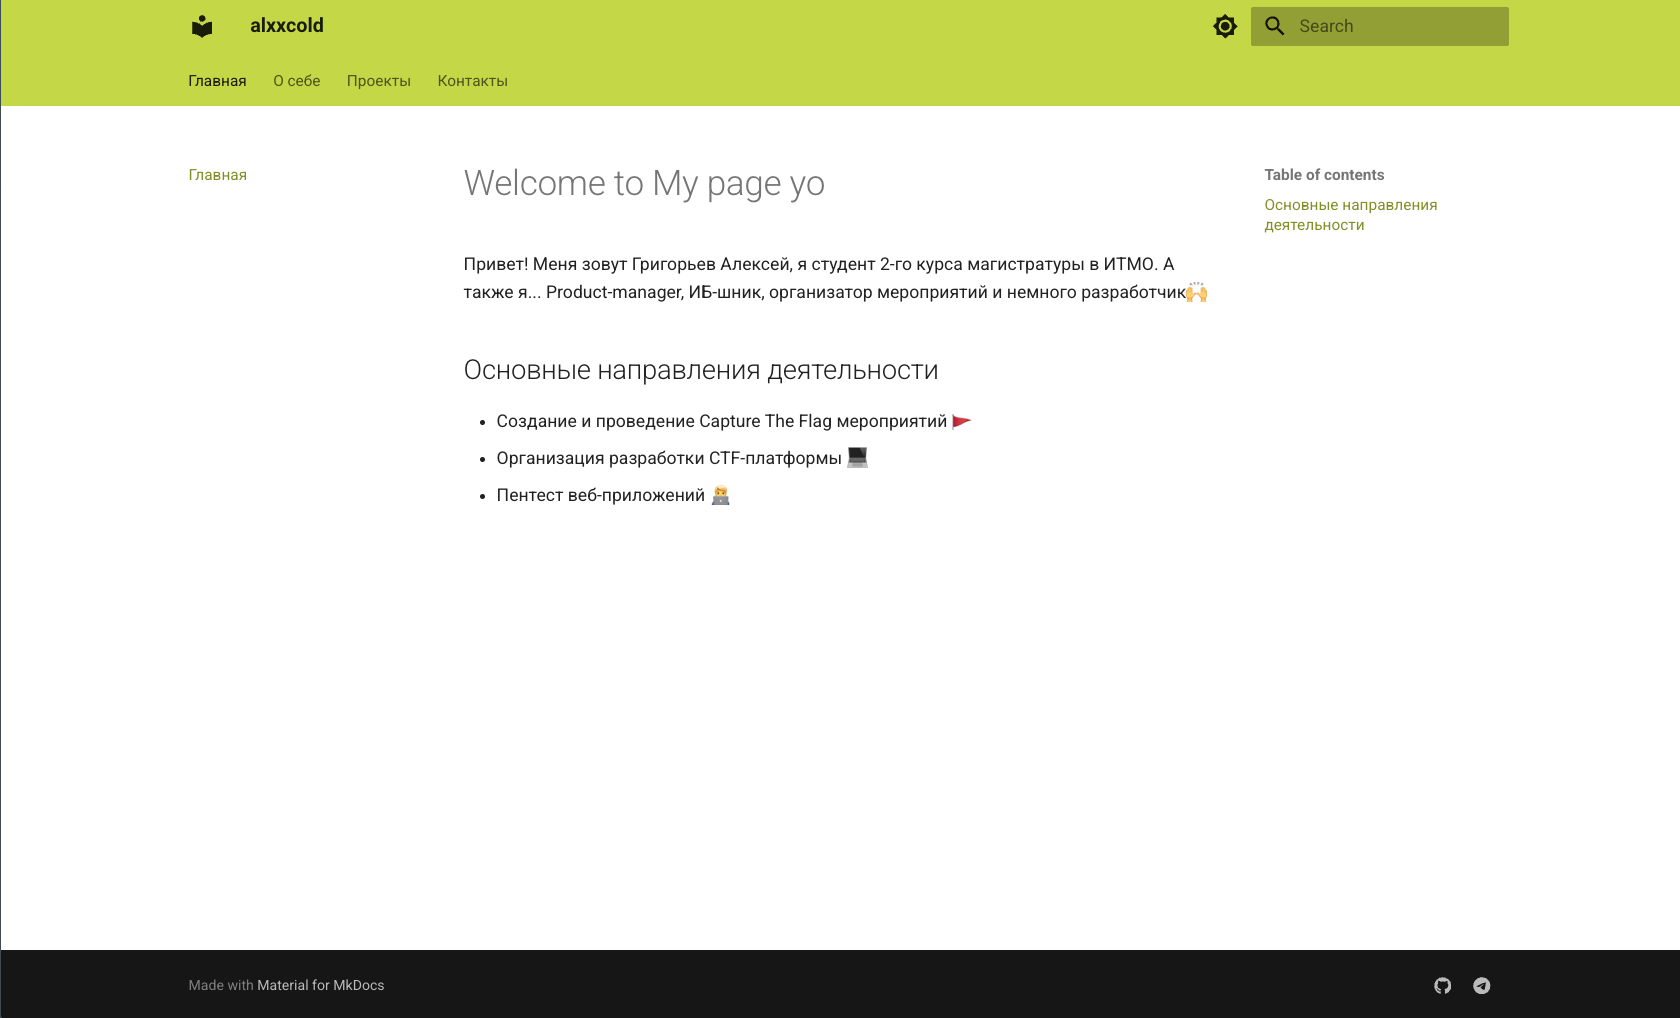 alxxcold
Search
Главная
О себе
Проекты
Контакты
Главная
Welcome to My page yo
Привет! Меня зовут Григорьев Алексей, я студент 2-го курса магистратуры в ИТМО. А
также я... Product-manager, ИБ-шник, организатор мероприятий и немного разработчик🙌
Основные направления деятельности
• Создание и проведение Capture The Flag мероприятий 🚩
• Организация разработки CTF-платформы 💻
• Пентест веб-приложений 🧑‍💻
Table of contents
Основные направления
деятельности
Made with Material for MkDocs